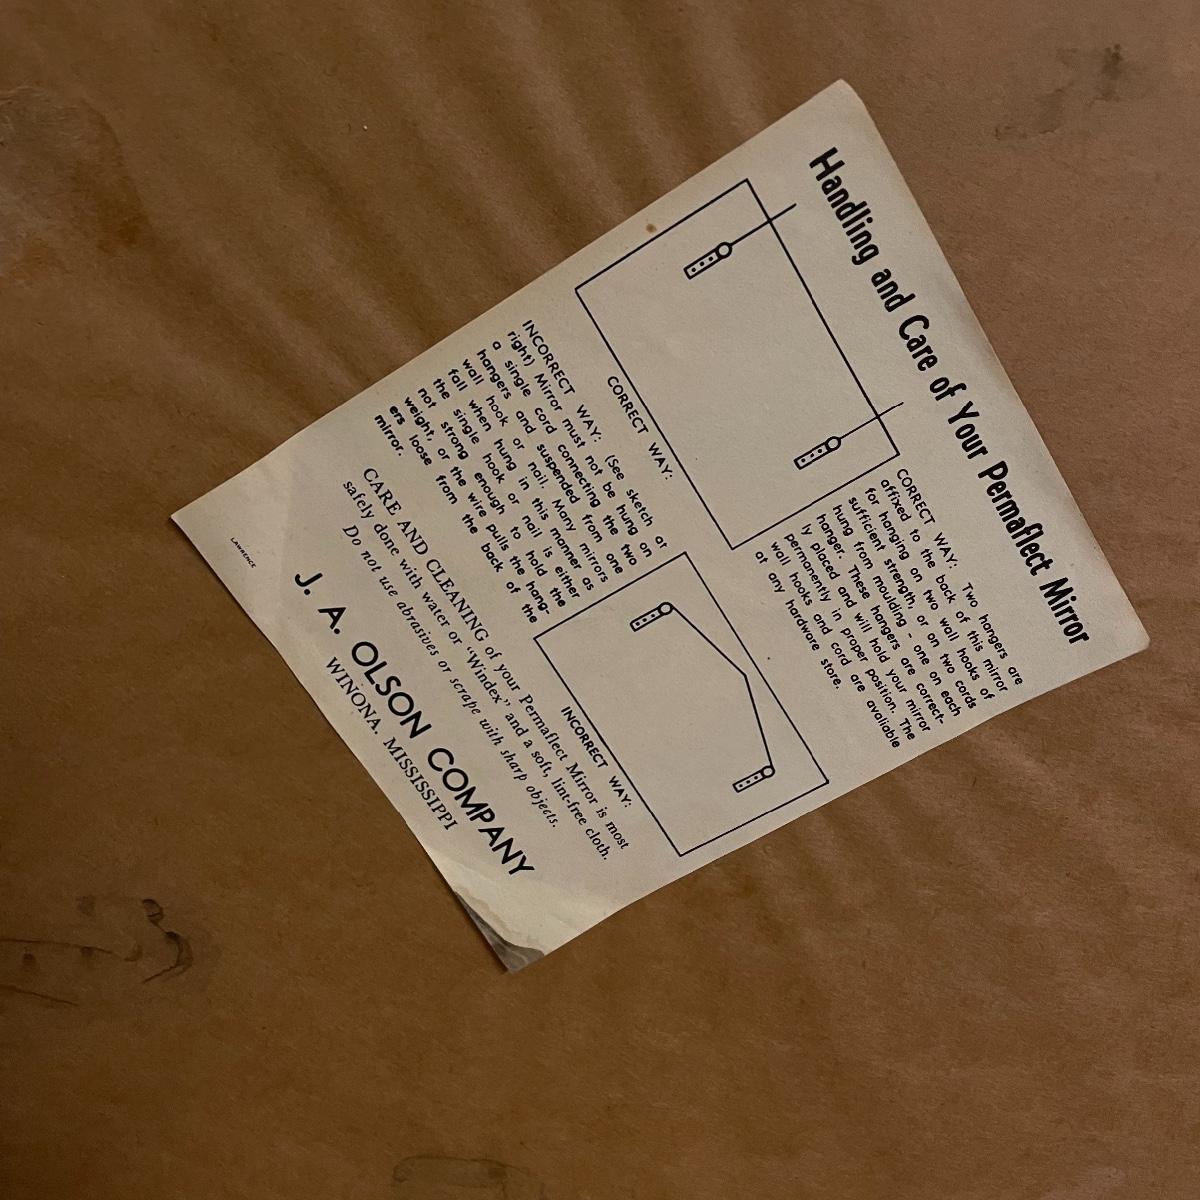 Handling and Care of Your Permaflect Mirror
CORRECT WAY: Two hangers are
affixed to the back of this mirror
for hanging on two wall hooks of
sufficient strength, or on two cords
hung from moulding - one on each
hanger. These hangers are correct-
ly placed and will hold your mirror
permanently in proper position. The
wall hooks and cord are avaliable
at any hardware store.
CORRECT WAY:
INCORRECT WAY: (See sketch at
right) Mirror must not be hung on
a single cord connecting the two
hangers and suspended from one
wall hook or nail. Many mirrors
fall when hung in this manner as
the single hook or nail is either
not strong enough to hold the
weight, or the wire pulls the hang-
ers loose from the back of the
mirror.
INCORRECT WAY:
CARE AND CLEANING of your Permaflect Mirror is most
safely done with water or "Windex" and a soft, lint-free cloth.
Do not use abrasives or scrape with sharp objects.
J. A. OLSON COMPANY
WINONA, MISSISSIPPI
LAWRENCE